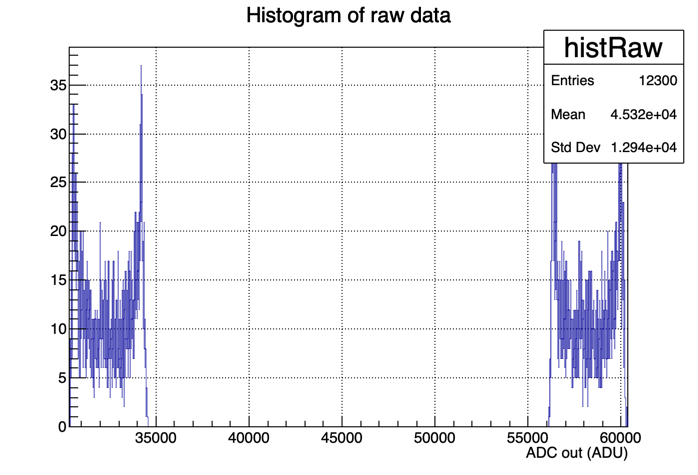 Histogram of raw data
histRaw
Entries 12300
Mean 4.532e+04
Std Dev 1.294e+04
35
30
25
20
15
10
5
0
35000 40000 45000 50000 55000 60000
ADC out (ADU)